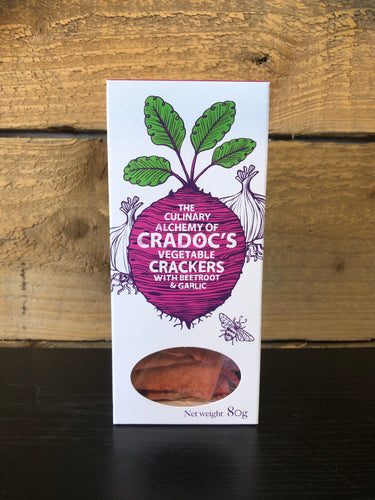 THE
CULINARY
ALCHEMY OF
CRADOC'S
VEGETABLE
CRACKERS
WITH BEETROOT
& GARLIC
Net weight 80g